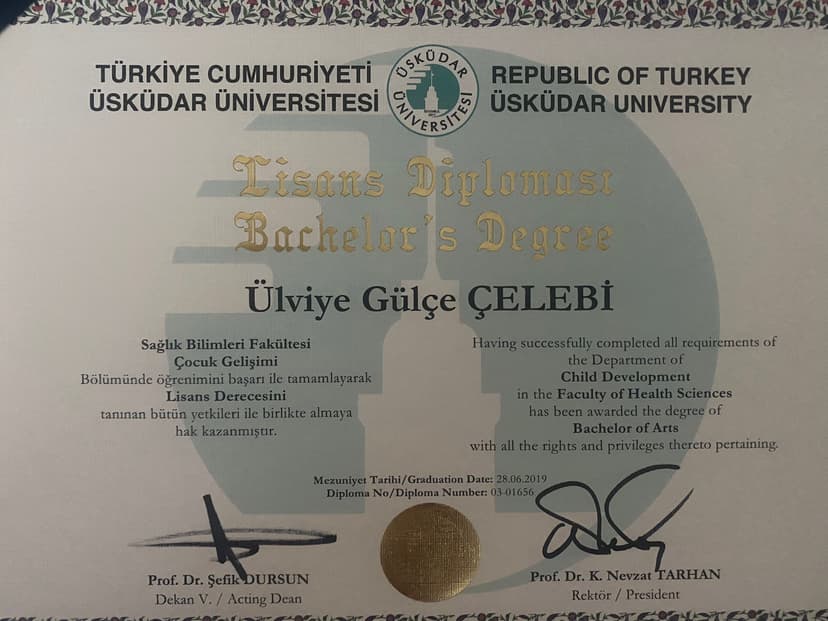 TÜRKİYE CUMHURİYETİ
ÜSKÜDAR ÜNİVERSİTESİ
ÜSKÜDAR ÜNİVERSİTESİ
REPUBLIC OF TURKEY
ÜSKÜDAR UNIVERSITY
Lisans Diploması
Bachelor's Degree
Ülviye Gülçe ÇELEBİ
Sağlık Bilimleri Fakültesi
Çocuk Gelişimi
Bölümünde öğrenimini başarı ile tamamlayarak
Lisans Derecesini
tanınan bütün yetkileri ile birlikte almaya
hak kazanmıştır.
Having successfully completed all requirements of
the Department of
Child Development
in the Faculty of Health Sciences
has been awarded the degree of
Bachelor of Arts
with all the rights and privileges thereto pertaining.
Mezuniyet Tarihi/Graduation Date: 28.06.2019
Diploma No/Diploma Number: 03-01656
Prof. Dr. Şefik DURSUN
Dekan V. / Acting Dean
Prof. Dr. K. Nevzat TARHAN
Rektör / President